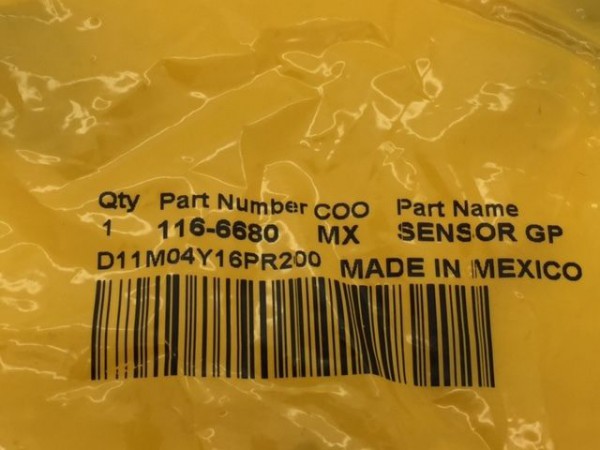 Qty Part Number COO Part Name
1 116-6680 MX SENSOR GP
D11M04Y16PR200 MADE IN MEXICO